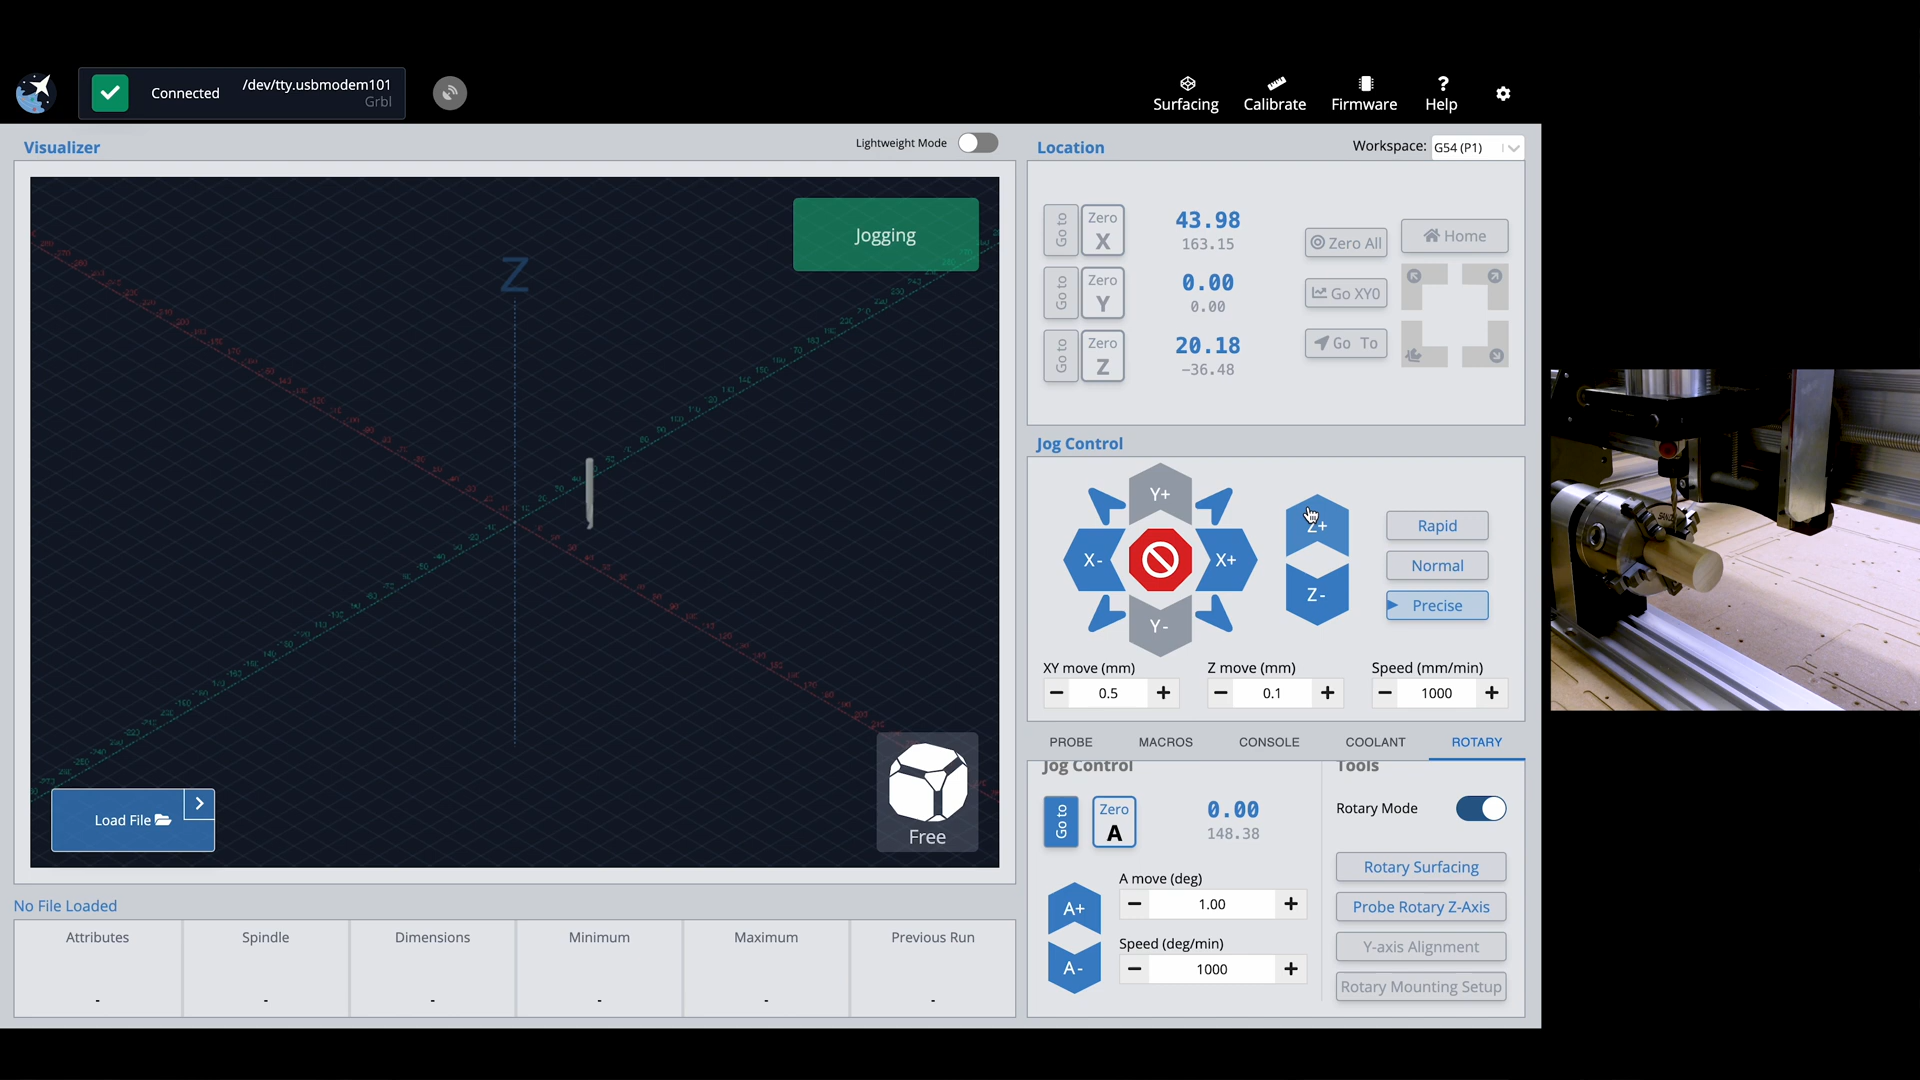 Connected
/dev/tty.usbmodem101
Grbl
Surfacing
Calibrate
Firmware
Help
Visualizer
Lightweight Mode
Jogging
Z
Load File
Free
Location
Workspace: G54 (P1)
Go to
Zero X
43.98
163.15
Go to
Zero Y
0.00
0.00
Go to
Zero Z
20.18
-36.48
Zero All
Go XY0
Go To
Home
Jog Control
Y+
X-
X+
Y-
Z+
Z-
Rapid
Normal
Precise
XY move (mm)
0.5
Z move (mm)
0.1
Speed (mm/min)
1000
PROBE MACROS CONSOLE COOLANT ROTARY
Jog Control
Go to
Zero A
0.00
148.38
A+
A-
A move (deg)
1.00
Speed (deg/min)
1000
Tools
Rotary Mode
Rotary Surfacing
Probe Rotary Z-Axis
Y-axis Alignment
Rotary Mounting Setup
No File Loaded
Attributes Spindle Dimensions Minimum Maximum Previous Run
- - - - - -